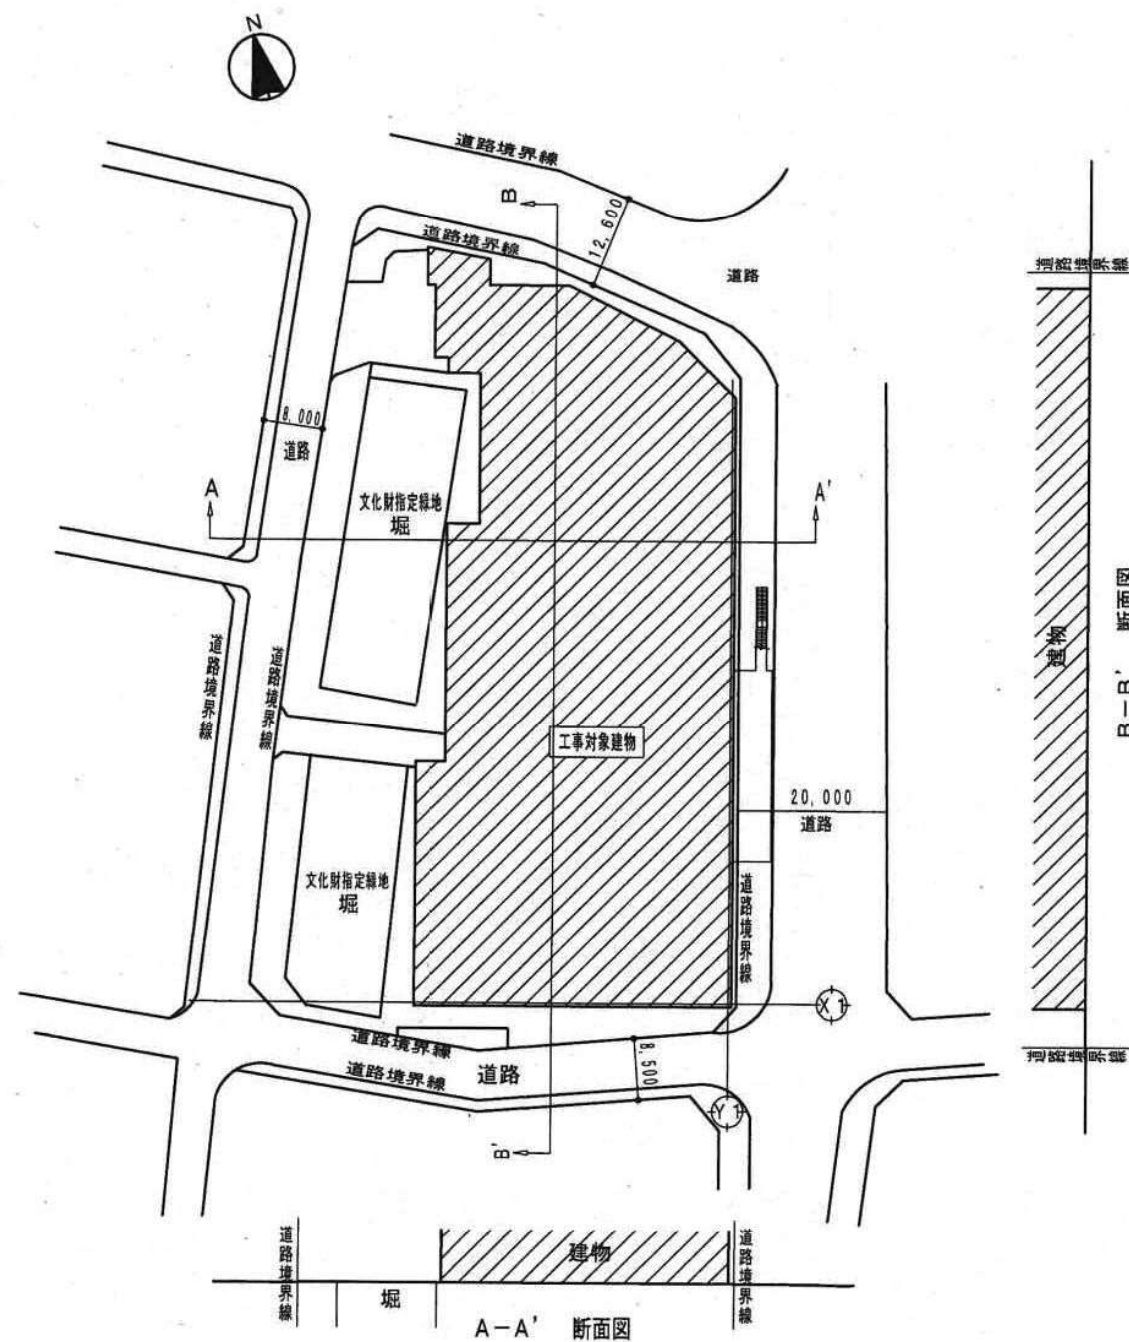 N
道路境界線
B
12,600
道路境界線
道路
道路境界線
8,000
道路
A
A'
文化財指定緑地
堀
道路境界線
道路境界線
工事対象建物
建物
B-B' 断面図
20,000
道路
文化財指定緑地
堀
道路境界線
X1
道路境界線
道路境界線
道路
8,500
道路境界線
Y1
B'
道路境界線
建物
道路境界線
堀
A-A' 断面図